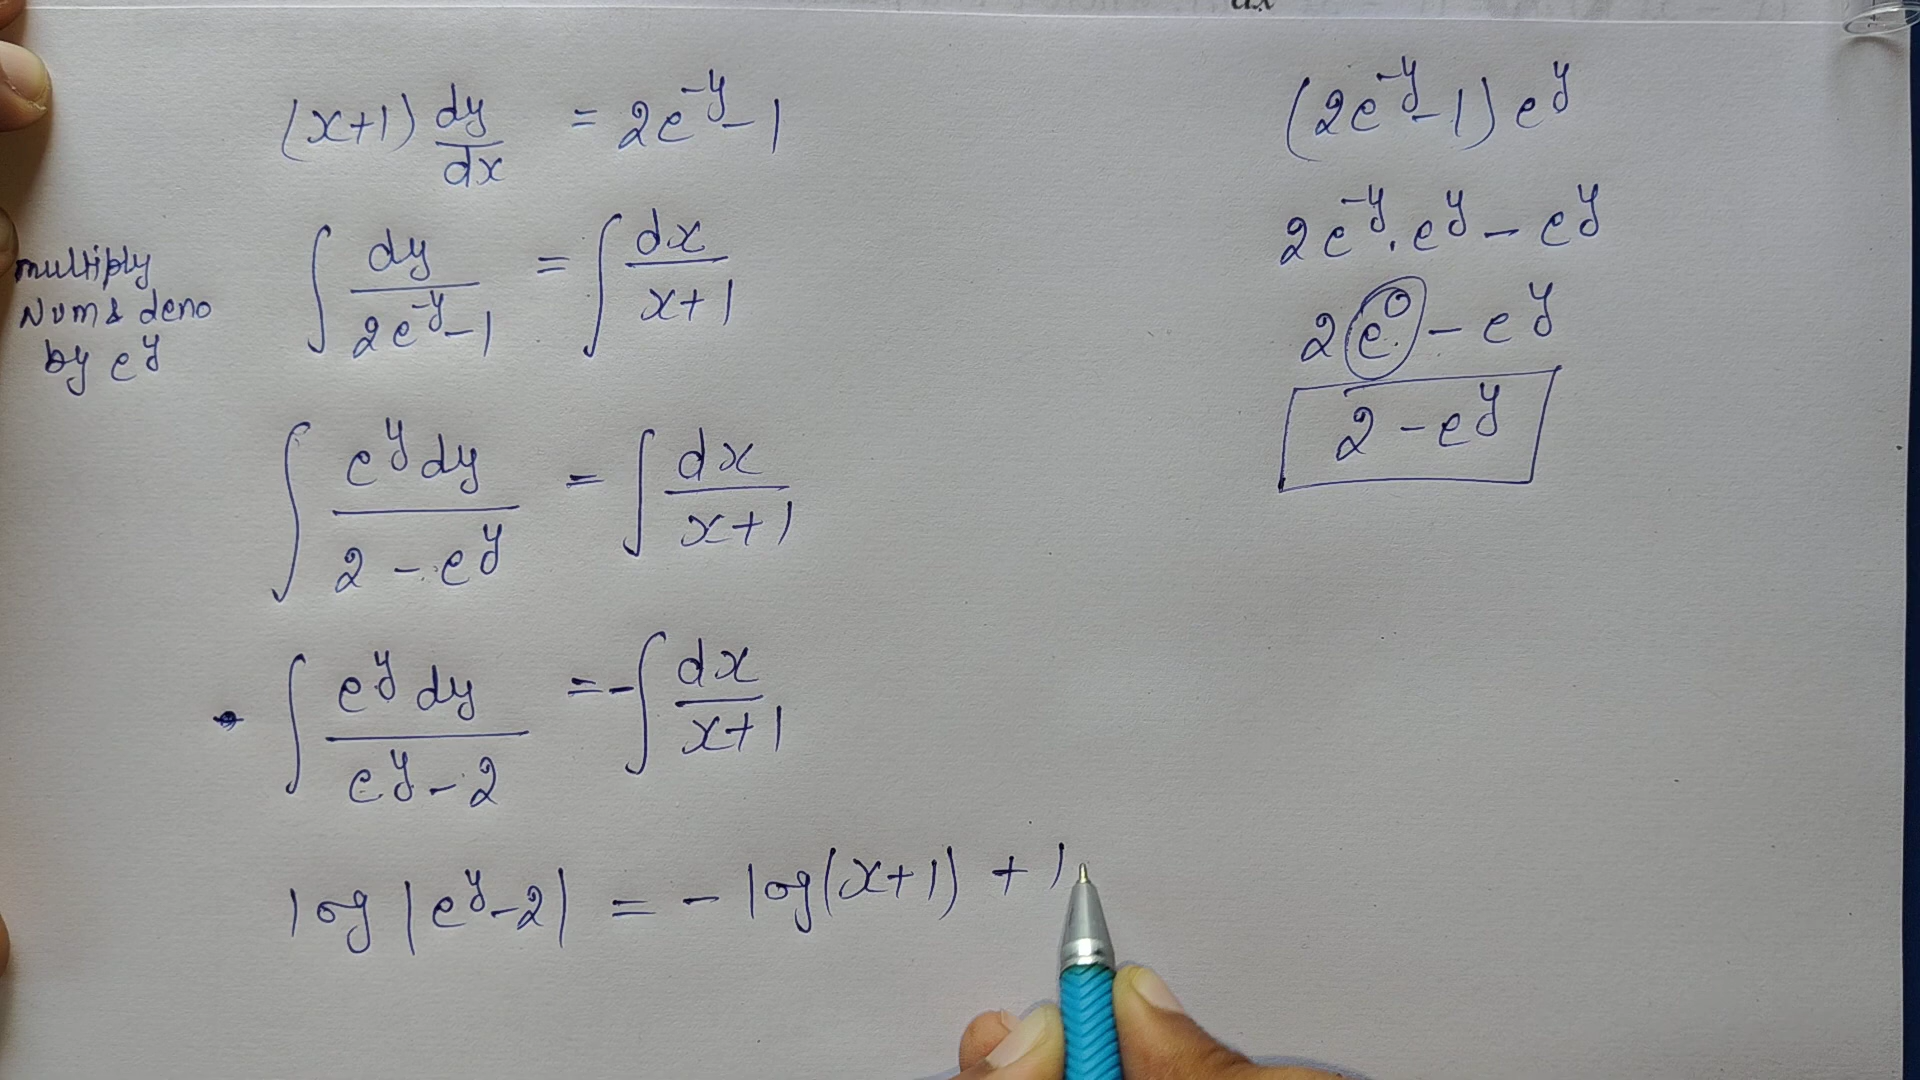 dx
(x+1) dy/dx = 2e^-y - 1
multiply
Num & deno
by e^y
∫ dy/(2e^-y - 1) = ∫ dx/(x+1)
∫ e^y dy/(2 - e^y) = ∫ dx/(x+1)
∫ e^y dy/(e^y - 2) = -∫ dx/(x+1)
log |e^y - 2| = - log(x+1) + l
(2e^-y - 1) e^y
2e^-y . e^y - e^y
2e^0 - e^y
2 - e^y